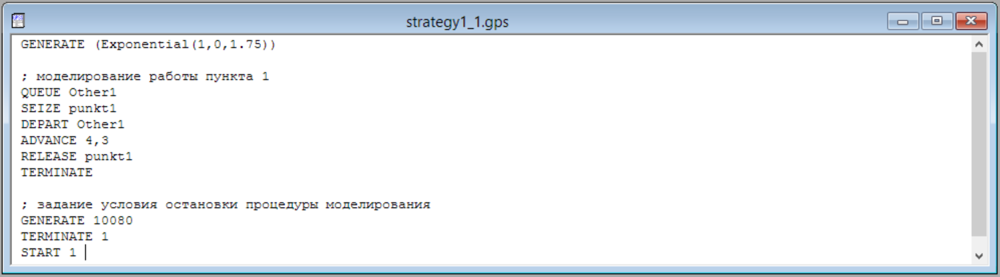 strategy1_1.gps
GENERATE (Exponential(1,0,1.75))
; моделирование работы пункта 1
QUEUE Other1
SEIZE punkt1
DEPART Other1
ADVANCE 4,3
RELEASE punkt1
TERMINATE
; задание условия остановки процедуры моделирования
GENERATE 10080
TERMINATE 1
START 1